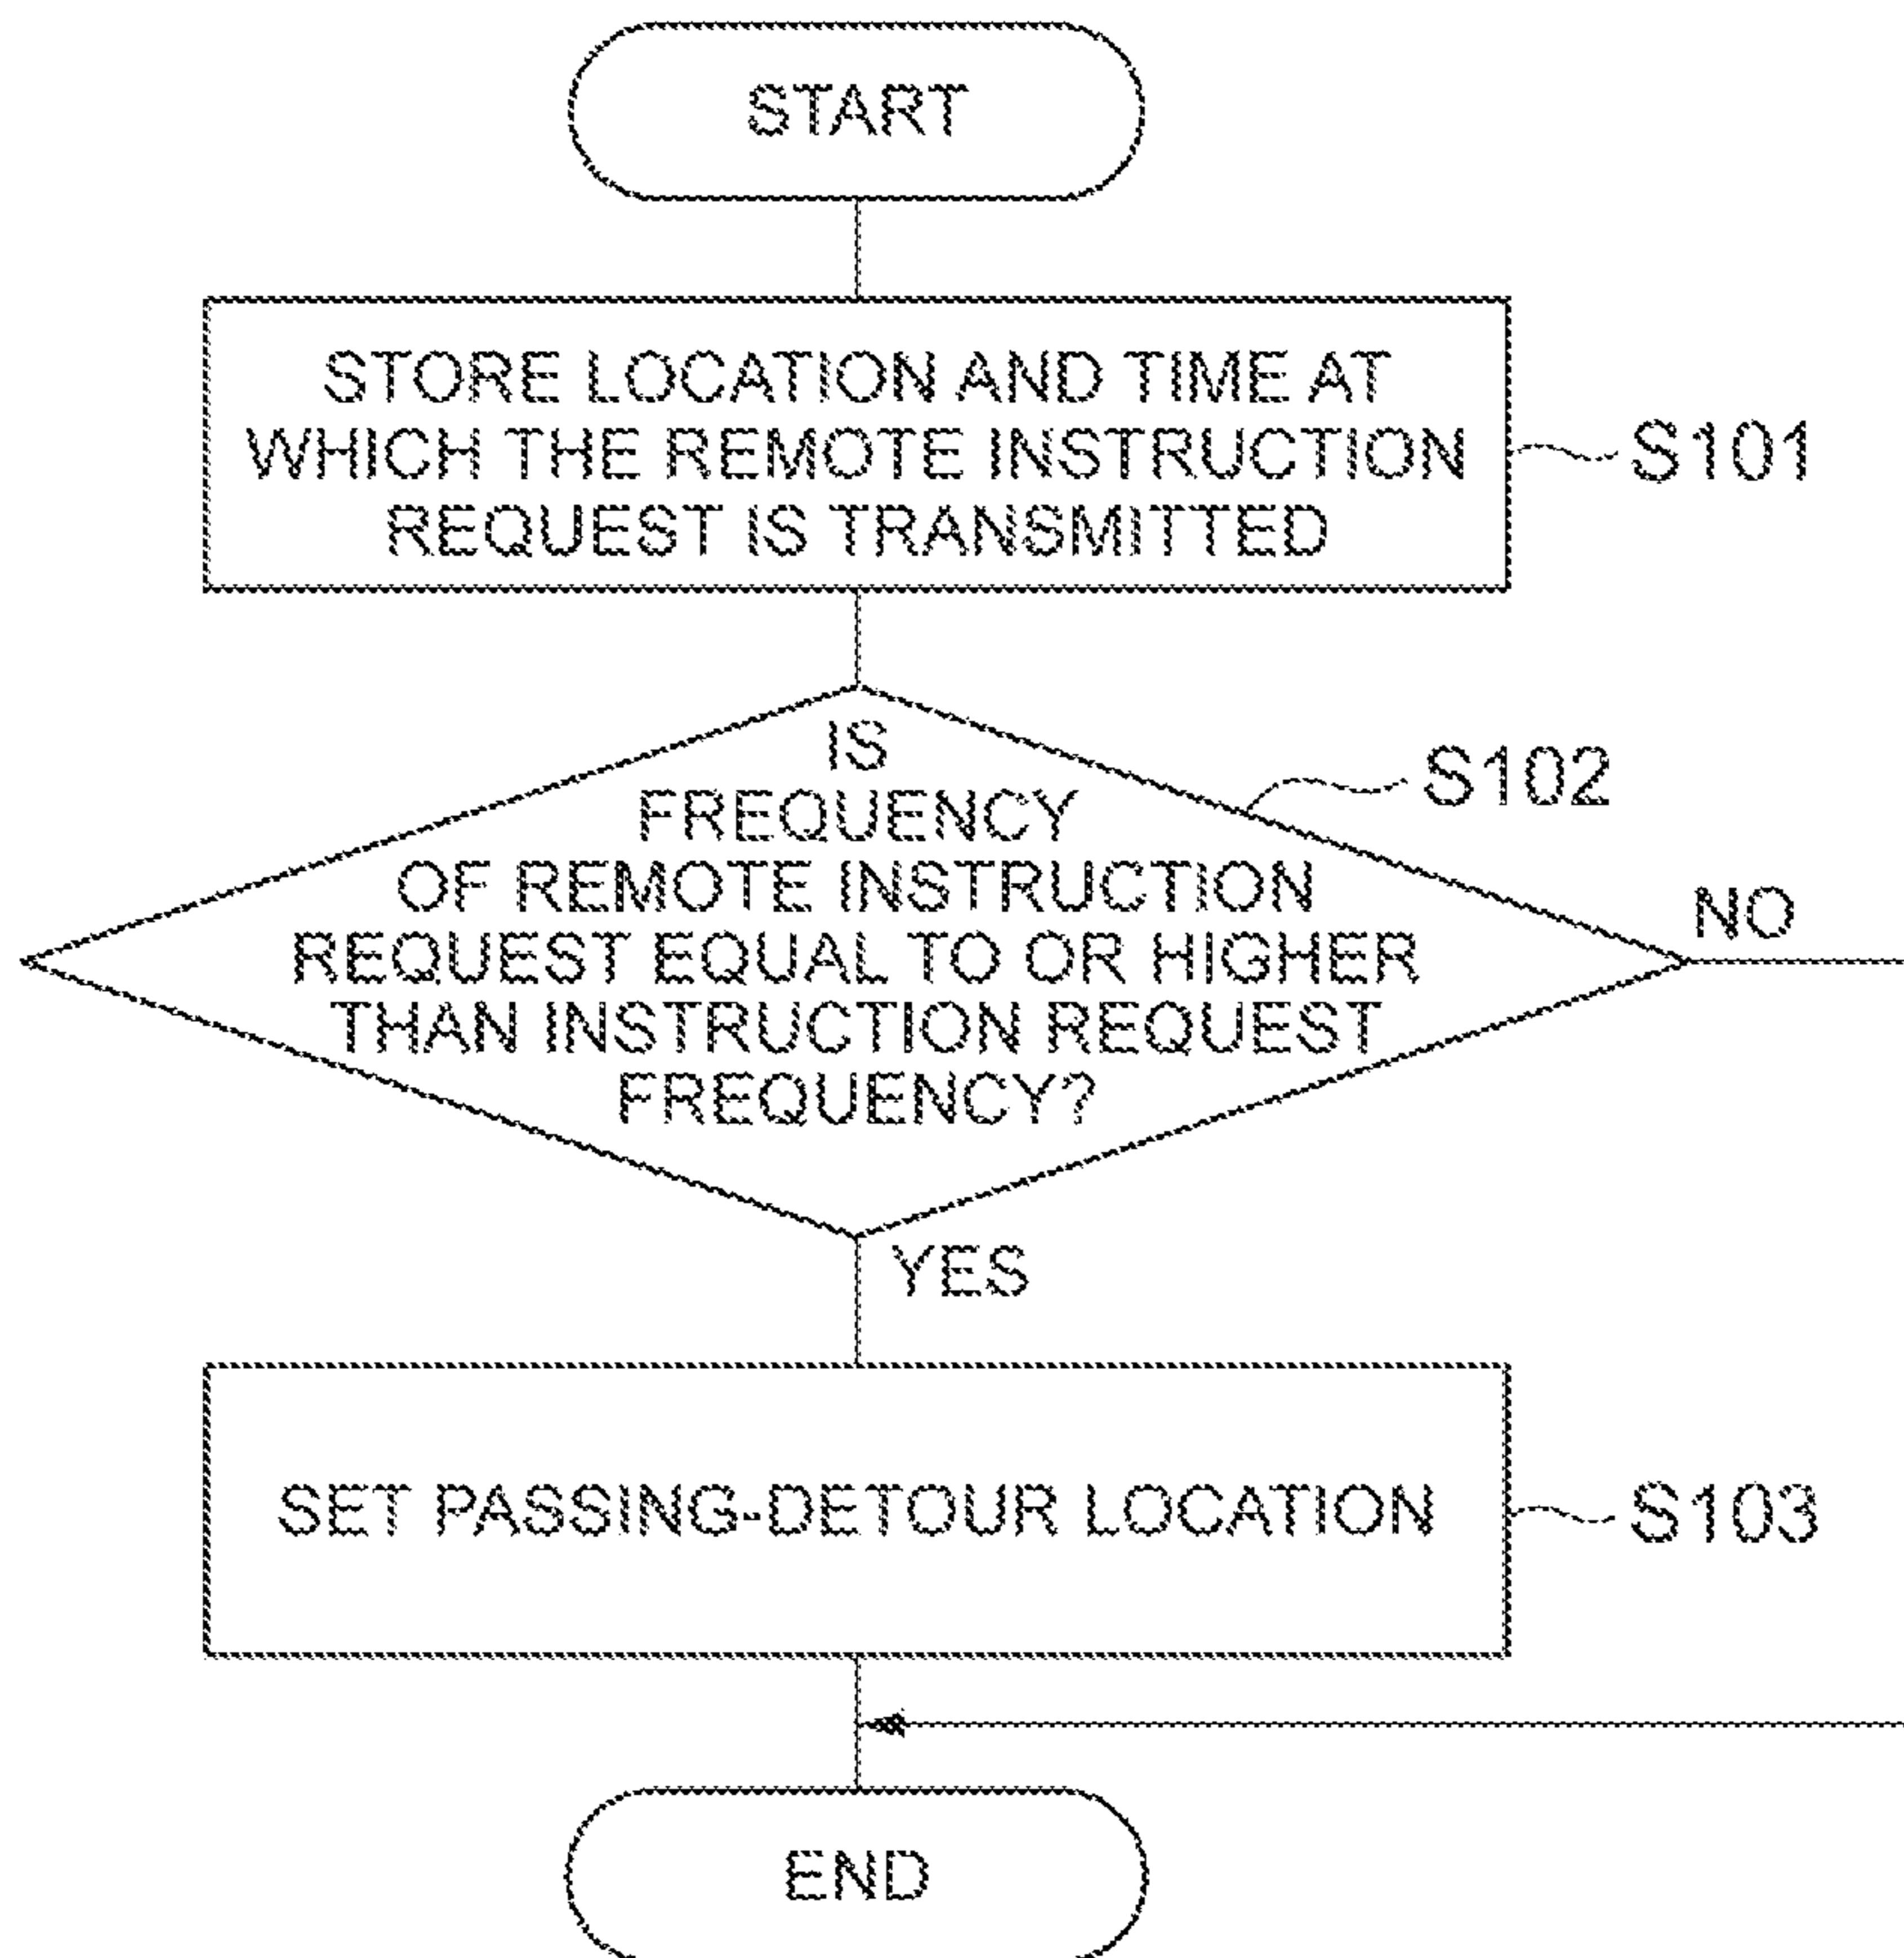 START
STORE LOCATION AND TIME AT
WHICH THE REMOTE INSTRUCTION
REQUEST IS TRANSMITTED
S101
IS
FREQUENCY
OF REMOTE INSTRUCTION
REQUEST EQUAL TO OR HIGHER
THAN INSTRUCTION REQUEST
FREQUENCY?
S102
NO
YES
SET PASSING-DETOUR LOCATION
S103
END